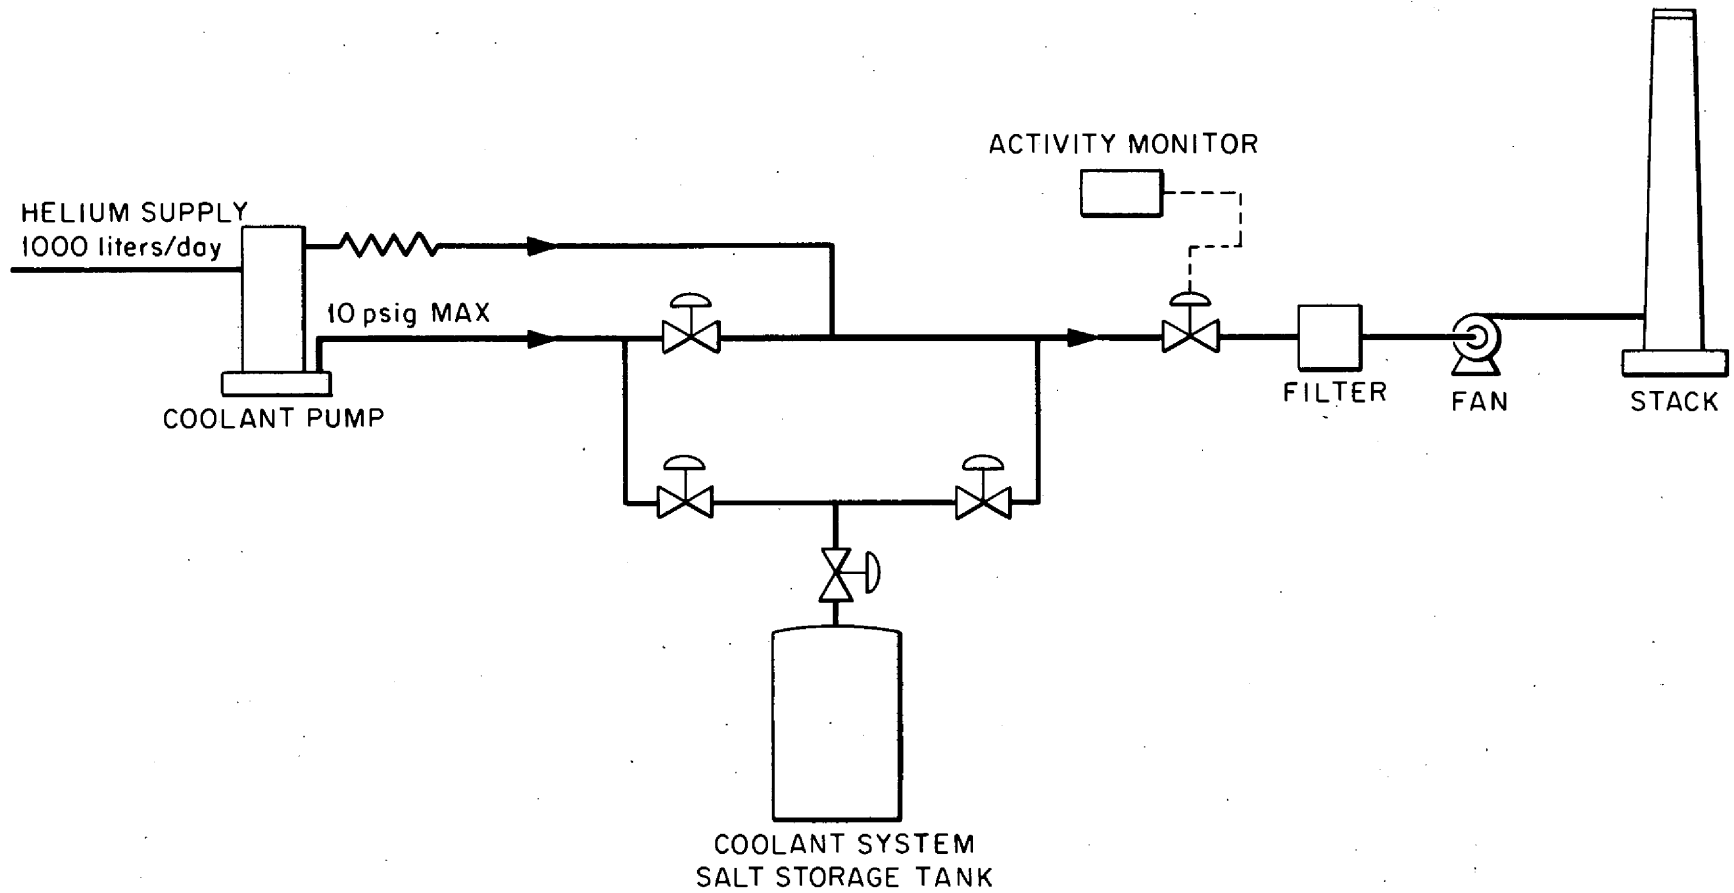 ACTIVITY MONITOR
HELIUM SUPPLY
1000 liters/day
10 psig MAX
COOLANT PUMP
FILTER
FAN
STACK
COOLANT SYSTEM
SALT STORAGE TANK